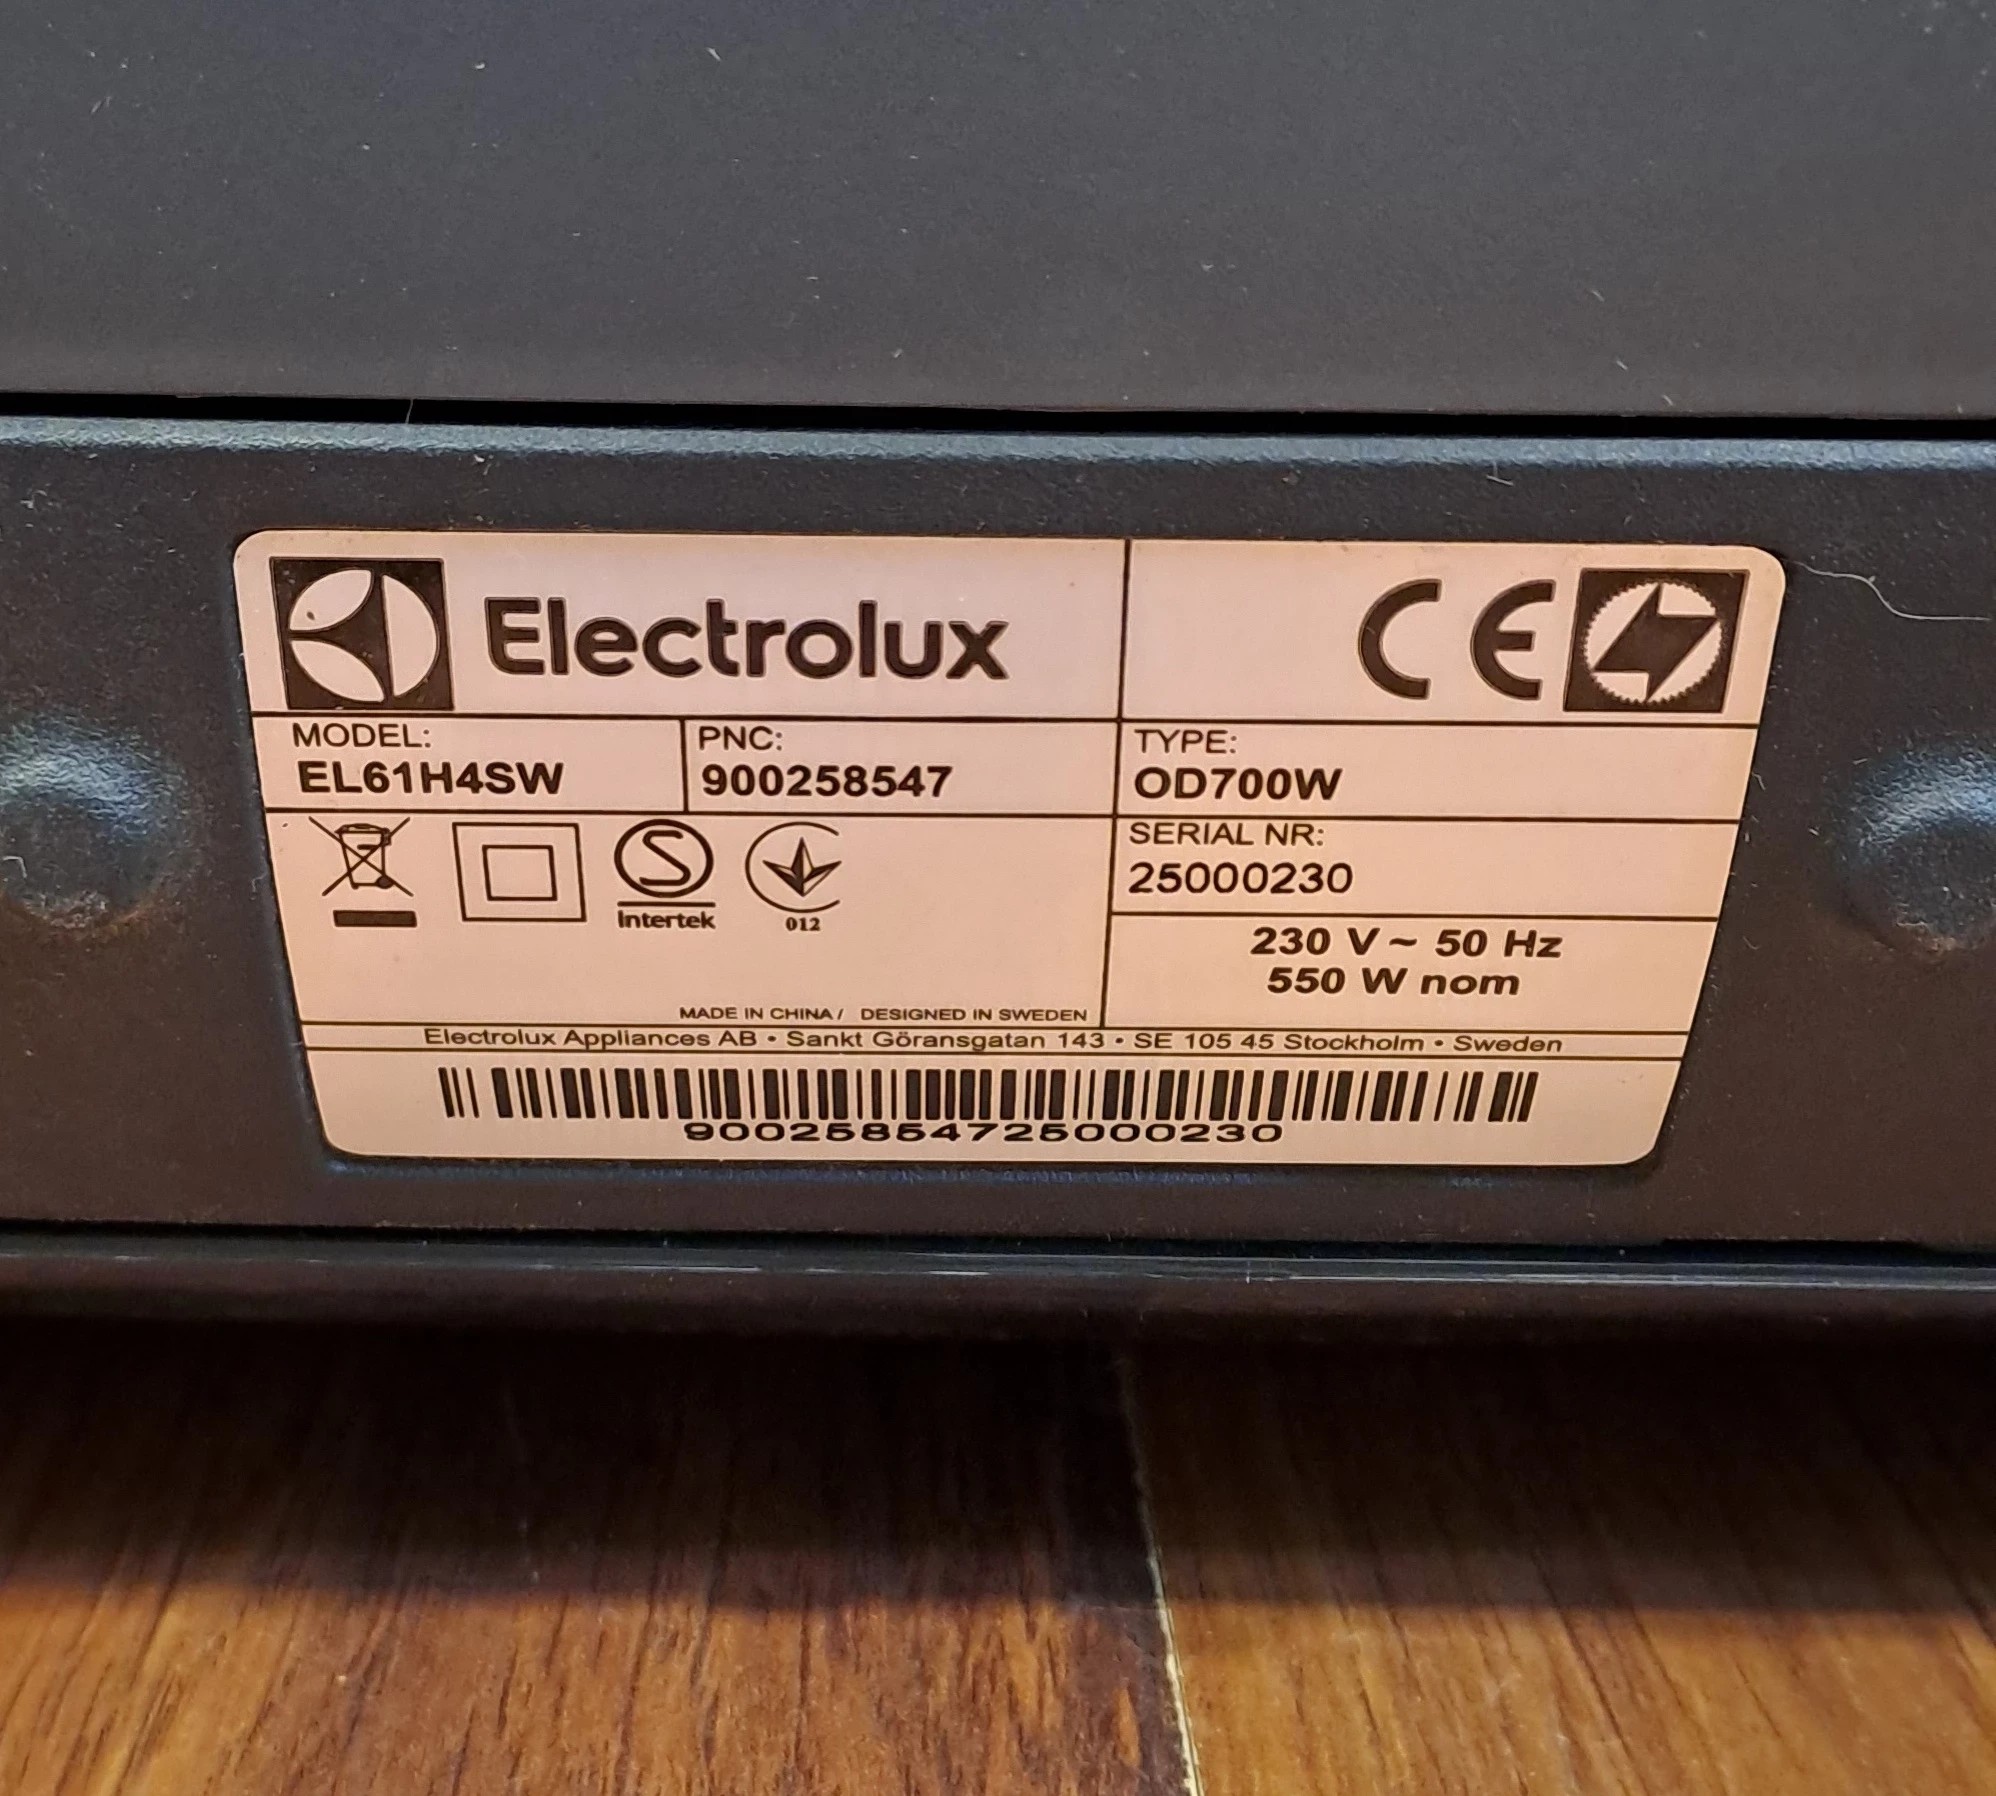 Electrolux
CE
MODEL:
EL61H4SW
PNC:
900258547
TYPE:
OD700W
S
Intertek
012
SERIAL NR:
25000230
230 V ~ 50 Hz
550 W nom
MADE IN CHINA / DESIGNED IN SWEDEN
Electrolux Appliances AB • Sankt Göransgatan 143 • SE 105 45 Stockholm • Sweden
90025854725000230